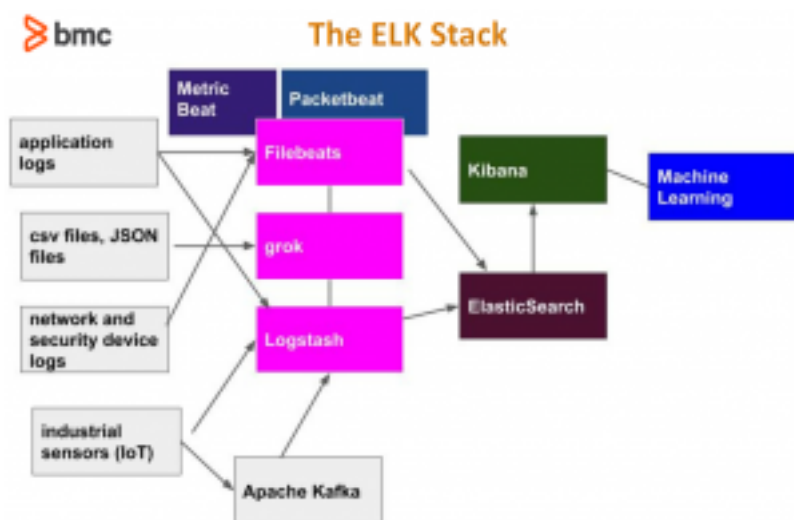 bmc
The ELK Stack
Metric
Beat
Packetbeat
application
logs
Filebeats
Kibana
Machine
Learning
csv files, JSON
files
grok
network and
security device
logs
Logstash
ElasticSearch
industrial
sensors (IoT)
Apache Kafka